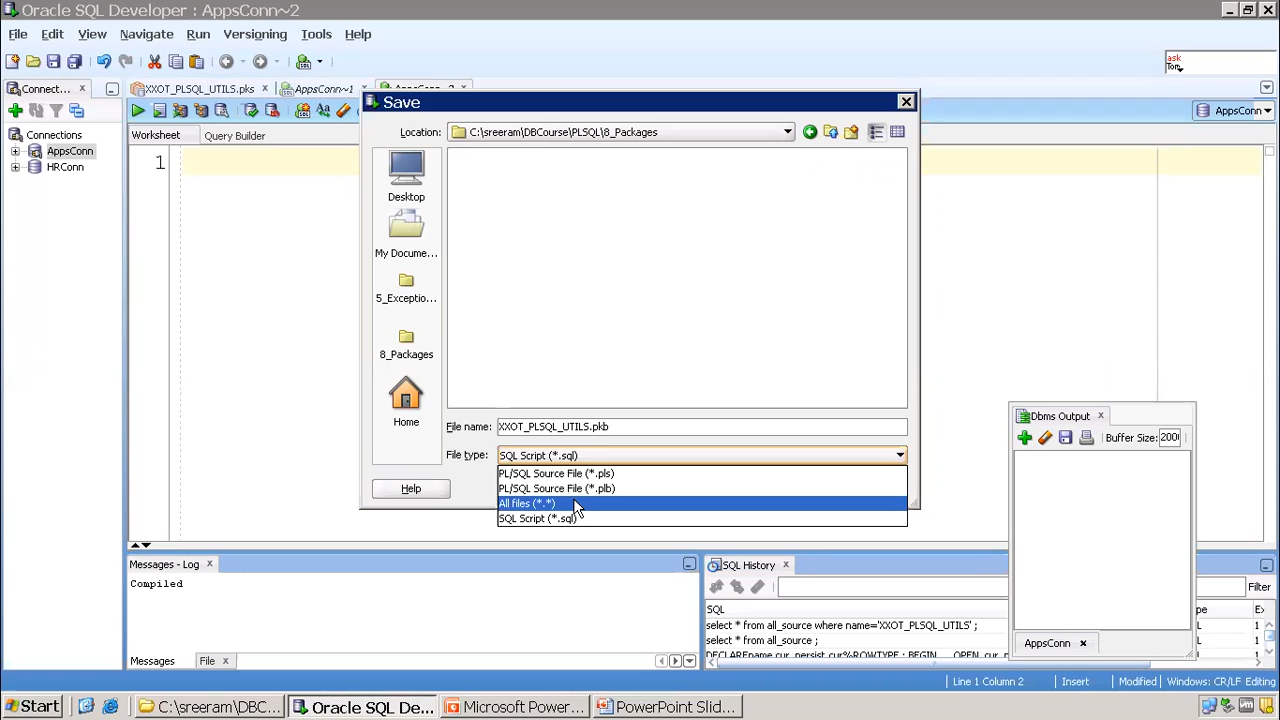 Oracle SQL Developer : AppsConn~2
File Edit View Navigate Run Versioning Tools Help
ask
Tom
Connect...
XXOT_PLSQL_UTILS.pks
AppsConn~1
AppsConn
Worksheet
Query Builder
Connections
AppsConn
HRConn
1
Save
Location:
C:\sreeram\DBCourse\PLSQL\8_Packages
Desktop
My Docume...
5_Exceptio...
8_Packages
Home
File name:
XXOT_PLSQL_UTILS.pkb
File type:
SQL Script (*.sql)
PL/SQL Source File (*.pls)
PL/SQL Source File (*.plb)
All files (*.*)
SQL Script (*.sql)
Help
Dbms Output
Buffer Size: 200
AppsConn
Messages - Log
Compiled
Messages
File
SQL History
Filter
SQL
select * from all_source where name='XXOT_PLSQL_UTILS' ;
select * from all_source ;
Line 1 Column 2
Insert
Modified
Windows: CR/LF Editing
Start
C:\sreeram\DBC...
Oracle SQL De...
Microsoft Power...
PowerPoint Slid...